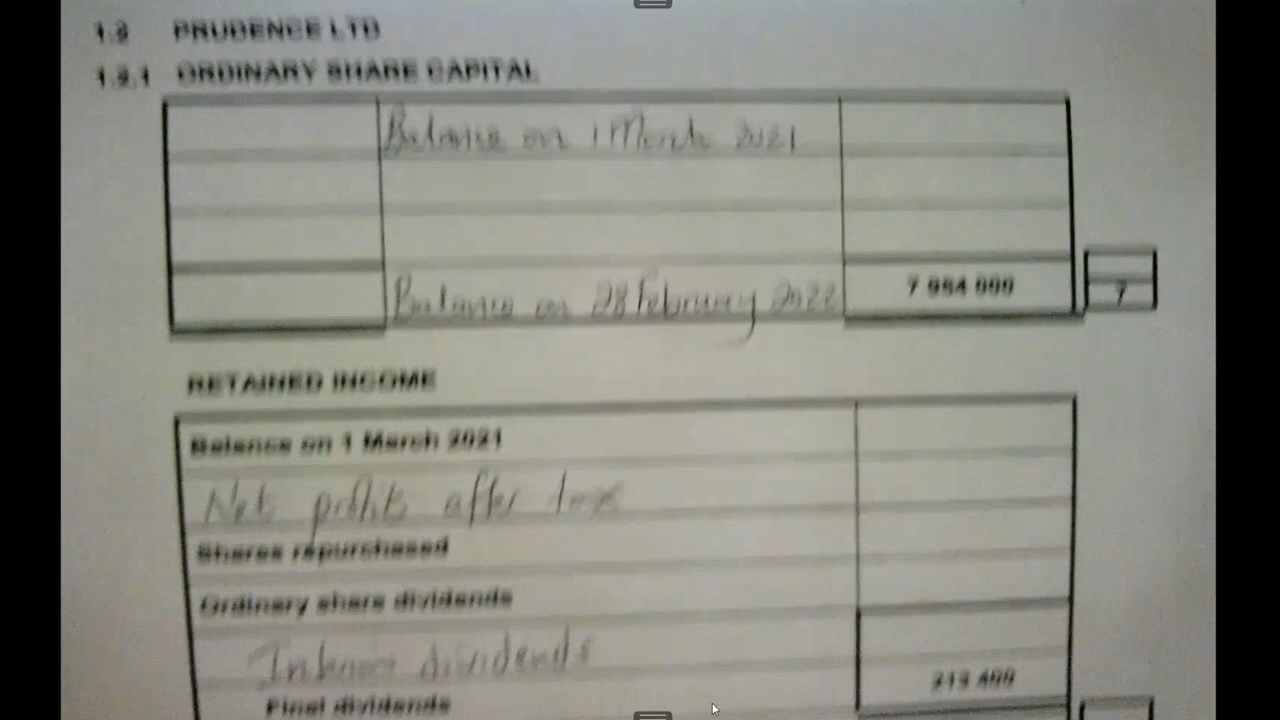 1.2 PRUDENCE LTD
1.2.1 ORDINARY SHARE CAPITAL
Balance on 1 March 2021
Balance on 28 February 2022 7 954 000
7
RETAINED INCOME
Balance on 1 March 2021
Net profits after tax
Shares repurchased
Ordinary share dividends
Interim dividends
Final dividends 213 400